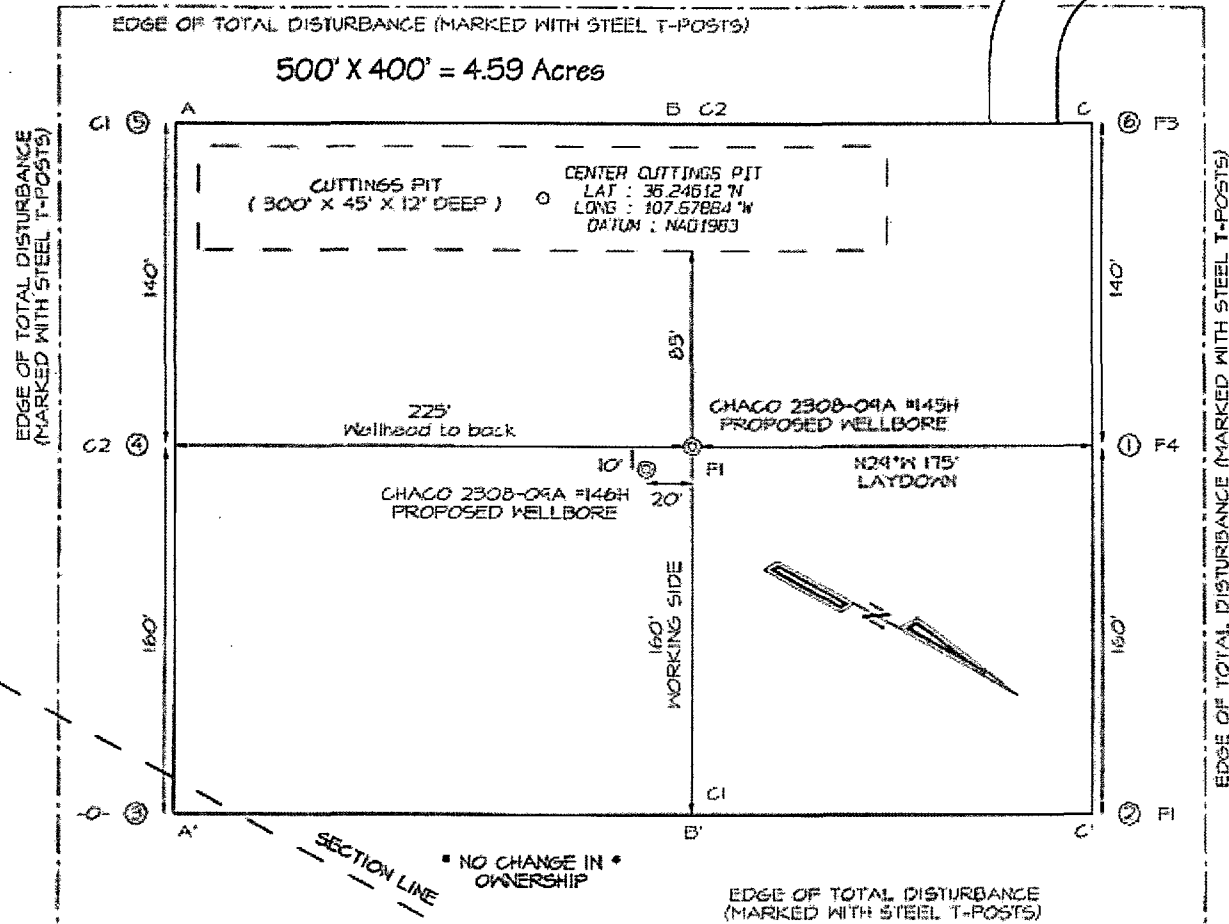 EDGE OF TOTAL DISTURBANCE (MARKED WITH STEEL T-POSTS)
500' X 400' = 4.59 Acres
EDGE OF TOTAL DISTURBANCE
(MARKED WITH STEEL T-POSTS)
C1 5
A
B C2
C
6 F3
CUTTINGS PIT
( 300' X 45' X 12' DEEP )
CENTER CUTTINGS PIT
LAT : 36.24612 °N
LONG : 107.67884 °W
DATUM : NAD1983
140'
140'
85'
225'
Wellhead to back
CHACO 2308-09A #145H
PROPOSED WELLBORE
C2 4
1 F4
10'
F1
N29°W 175'
LAYDOWN
CHACO 2308-09A #146H
PROPOSED WELLBORE
20'
160'
160'
WORKING SIDE
N
160'
C1
-0- 3
A'
B'
C'
2 F1
SECTION LINE
* NO CHANGE IN *
OWNERSHIP
EDGE OF TOTAL DISTURBANCE
(MARKED WITH STEEL T-POSTS)
EDGE OF TOTAL DISTURBANCE (MARKED WITH STEEL T-POSTS)